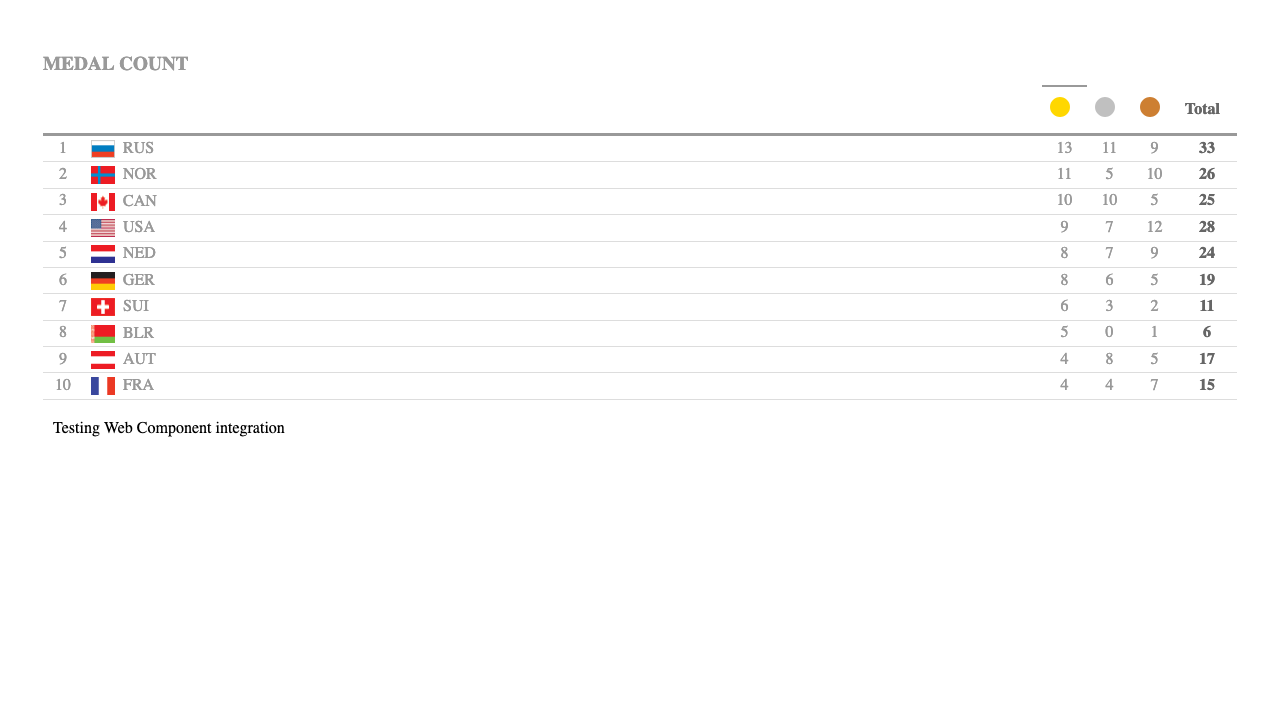 MEDAL COUNT
Total
1 RUS 13 11 9 33
2 NOR 11 5 10 26
3 CAN 10 10 5 25
4 USA 9 7 12 28
5 NED 8 7 9 24
6 GER 8 6 5 19
7 SUI 6 3 2 11
8 BLR 5 0 1 6
9 AUT 4 8 5 17
10 FRA 4 4 7 15
Testing Web Component integration